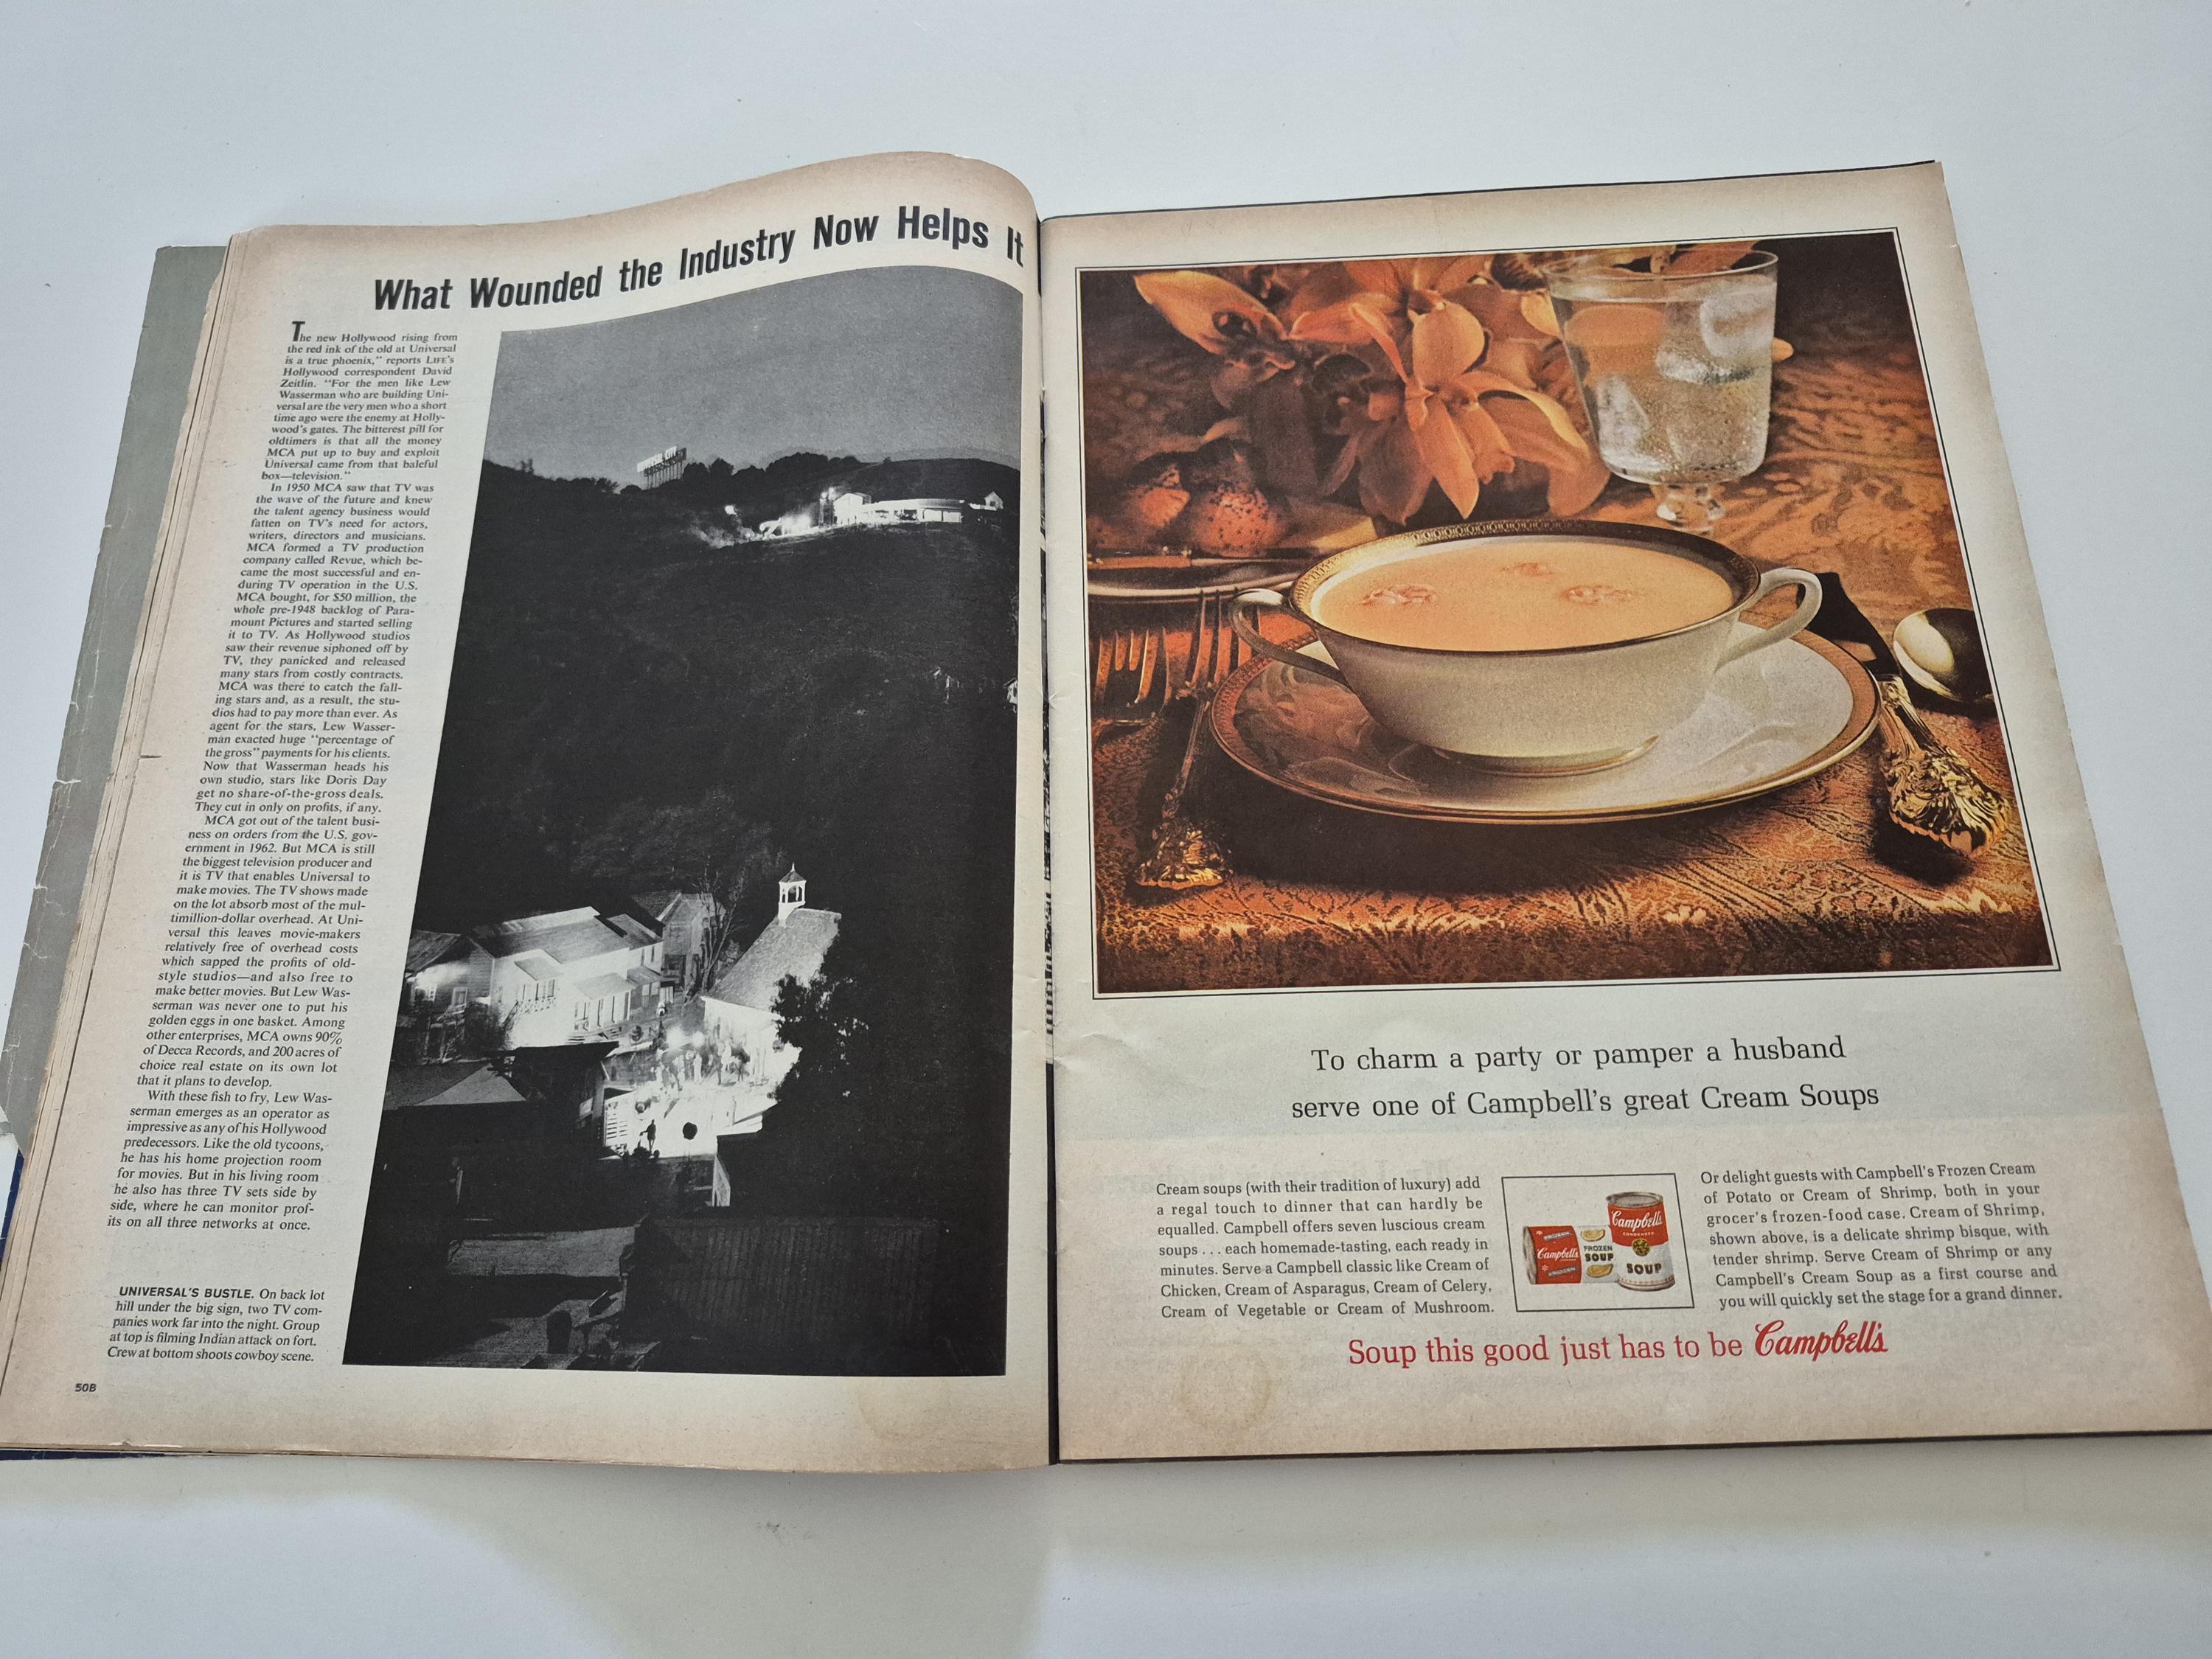 What Wounded the Industry Now Helps It
The new Hollywood rising from
the red ink of the old at Universal
is a true phoenix," reports LIFE's
Hollywood correspondent David
Zeitlin. "For the men like Lew
Wasserman who are building Uni-
versal are the very men who a short
time ago were the enemy at Holly-
wood's gates. The bitterest pill for
oldtimers is that all the money
MCA put up to buy and exploit
Universal came from that baleful
box—television."
In 1950 MCA saw that TV was
the wave of the future and knew
the talent agency business would
fatten on TV's need for actors,
writers, directors and musicians.
MCA formed a TV production
company called Revue, which be-
came the most successful and en-
during TV operation in the U.S.
MCA bought, for $50 million, the
whole pre-1948 backlog of Para-
mount Pictures and started selling
it to TV. As Hollywood studios
saw their revenue siphoned off by
TV, they panicked and released
many stars from costly contracts.
MCA was there to catch the fall-
ing stars and, as a result, the stu-
dios had to pay more than ever. As
agent for the stars, Lew Wasser-
man exacted huge "percentage of
the gross" payments for his clients.
Now that Wasserman heads his
own studio, stars like Doris Day
get no share-of-the-gross deals.
They cut in only on profits, if any.
MCA got out of the talent busi-
ness on orders from the U.S. gov-
ernment in 1962. But MCA is still
the biggest television producer and
it is TV that enables Universal to
make movies. The TV shows made
on the lot absorb most of the mul-
timillion-dollar overhead. At Uni-
versal this leaves movie-makers
relatively free of overhead costs
which sapped the profits of old-
style studios—and also free to
make better movies. But Lew Was-
serman was never one to put his
golden eggs in one basket. Among
other enterprises, MCA owns 90%
of Decca Records, and 200 acres of
choice real estate on its own lot
that it plans to develop.
With these fish to fry, Lew Was-
serman emerges as an operator as
impressive as any of his Hollywood
predecessors. Like the old tycoons,
he has his home projection room
for movies. But in his living room
he also has three TV sets side by
side, where he can monitor prof-
its on all three networks at once.
UNIVERSAL'S BUSTLE. On back lot
hill under the big sign, two TV com-
panies work far into the night. Group
at top is filming Indian attack on fort.
Crew at bottom shoots cowboy scene.
50B
UNIVERSAL CITY
To charm a party or pamper a husband
serve one of Campbell's great Cream Soups
Cream soups (with their tradition of luxury) add
a regal touch to dinner that can hardly be
equalled. Campbell offers seven luscious cream
soups . . . each homemade-tasting, each ready in
minutes. Serve a Campbell classic like Cream of
Chicken, Cream of Asparagus, Cream of Celery,
Cream of Vegetable or Cream of Mushroom.
Campbell's
FROZEN
SOUP
Campbell's
CONDENSED
SOUP
Or delight guests with Campbell's Frozen Cream
of Potato or Cream of Shrimp, both in your
grocer's frozen-food case. Cream of Shrimp,
shown above, is a delicate shrimp bisque, with
tender shrimp. Serve Cream of Shrimp or any
Campbell's Cream Soup as a first course and
you will quickly set the stage for a grand dinner.
Soup this good just has to be Campbell's